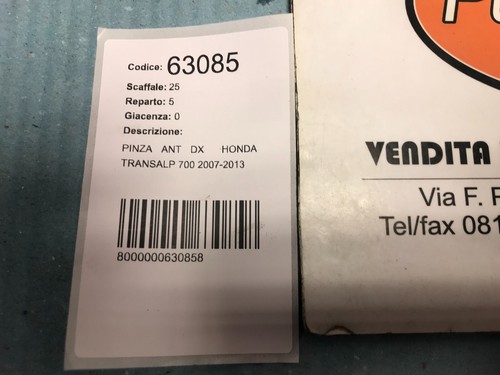 Codice: 63085
Scaffale: 25
Reparto: 5
Giacenza: 0
Descrizione:
PINZA ANT DX HONDA
TRANSALP 700 2007-2013
8000000630858
VENDITA
Via F.
Tel/fax 081